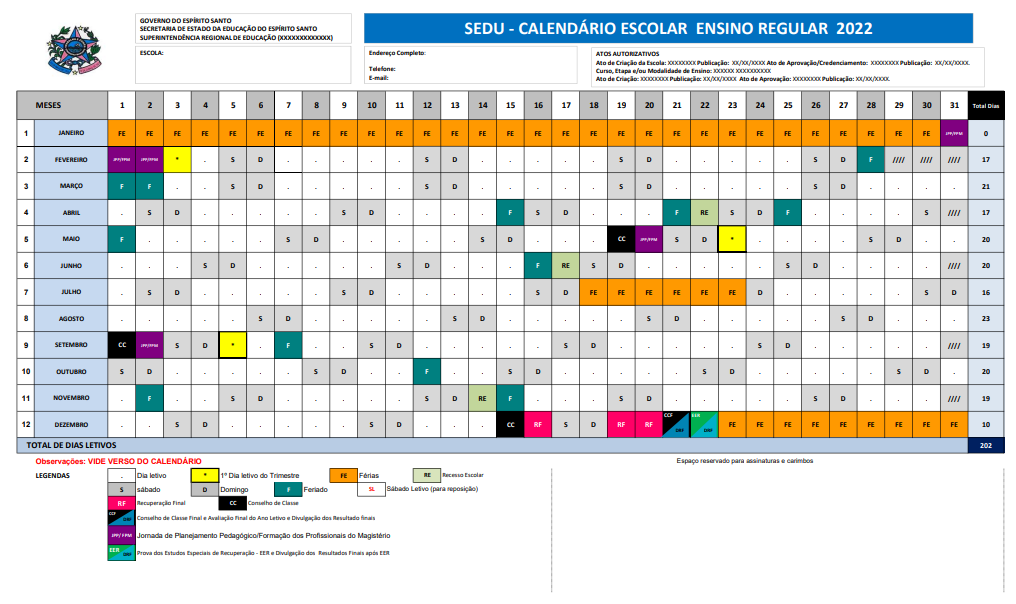 GOVERNO DO ESPÍRITO SANTO
SECRETARIA DE ESTADO DA EDUCAÇÃO DO ESPÍRITO SANTO
SUPERINTENDÊNCIA REGIONAL DE EDUCAÇÃO (XXXXXXXXXXXXX)
ESCOLA:
SEDU - CALENDÁRIO ESCOLAR ENSINO REGULAR 2022
Endereço Completo:
Telefone:
E-mail:
ATOS AUTORIZATIVOS
Ato de Criação da Escola: XXXXXXXX Publicação: XX/XX/XXXX Ato de Aprovação/Credenciamento: XXXXXXXX Publicação: XX/XX/XXXX.
Curso, Etapa e/ou Modalidade de Ensino: XXXXXX XXXXXXXXXX
Ato de Criação: XXXXXXXX Publicação: XX/XX/XXXX Ato de Aprovação: XXXXXXXX Publicação: XX/XX/XXXX.
MESES 1 2 3 4 5 6 7 8 9 10 11 12 13 14 15 16 17 18 19 20 21 22 23 24 25 26 27 28 29 30 31 Total Dias
1 JANEIRO FE FE FE FE FE FE FE FE FE FE FE FE FE FE FE FE FE FE FE FE FE FE FE FE FE FE FE FE FE FE JPP/FPM 0
2 FEVEREIRO JPP/FPM JPP/FPM * . S D . . . . S D . . . . . S D . . . . . S D F //// //// //// 17
3 MARÇO F F . . S D . . . . . S D . . . . . S D . . . . . S D . . . . 21
4 ABRIL . S D . . . . . S D . . . . F S D . . . F RE S D F . . . . S //// 17
5 MAIO F . . . . . S D . . . . . S D . . . CC JPP/FPM S D * . . . . S D . . 20
6 JUNHO . . . S D . . . . . S D . . . F RE S D . . . . . S D . . . . //// 20
7 JULHO . S D . . . . . S D . . . . . S D FE FE FE FE FE FE D . . . . . S D 16
8 AGOSTO . . . . . S D . . . . . S D . . . . . S D . . . . . S D . . . 23
9 SETEMBRO CC JPP/FPM S D * . F . . S D . . . . . S D . . . . . S D . . . . . //// 19
10 OUTUBRO S D . . . . . S D . . F . . S D . . . . . S D . . . . . S D . 20
11 NOVEMBRO . F . . S D . . . . . S D RE F . . . S D . . . . . S D . . . //// 19
12 DEZEMBRO . . S D . . . . . S D . . . CC RF S D RF RF CCF DRF EER DRF FE FE FE FE FE FE FE FE FE 10
TOTAL DE DIAS LETIVOS 202
Observações: VIDE VERSO DO CALENDÁRIO
Espaço reservado para assinaturas e carimbos
LEGENDAS . Dia letivo * 1º Dia letivo do Trimestre FE Férias RE Recesso Escolar
S sábado D Domingo F Feriado SL Sábado Letivo (para reposição)
RF Recuperação Final CC Conselho de Classe
CCF DRF Conselho de Classe Final e Avaliação Final do Ano Letivo e Divulgação dos Resultado finais
JPP/ FPM Jornada de Planejamento Pedagógico/Formação dos Profissionais do Magistério
EER DRF Prova dos Estudos Especiais de Recuperação - EER e Divulgação dos Resultados Finais após EER